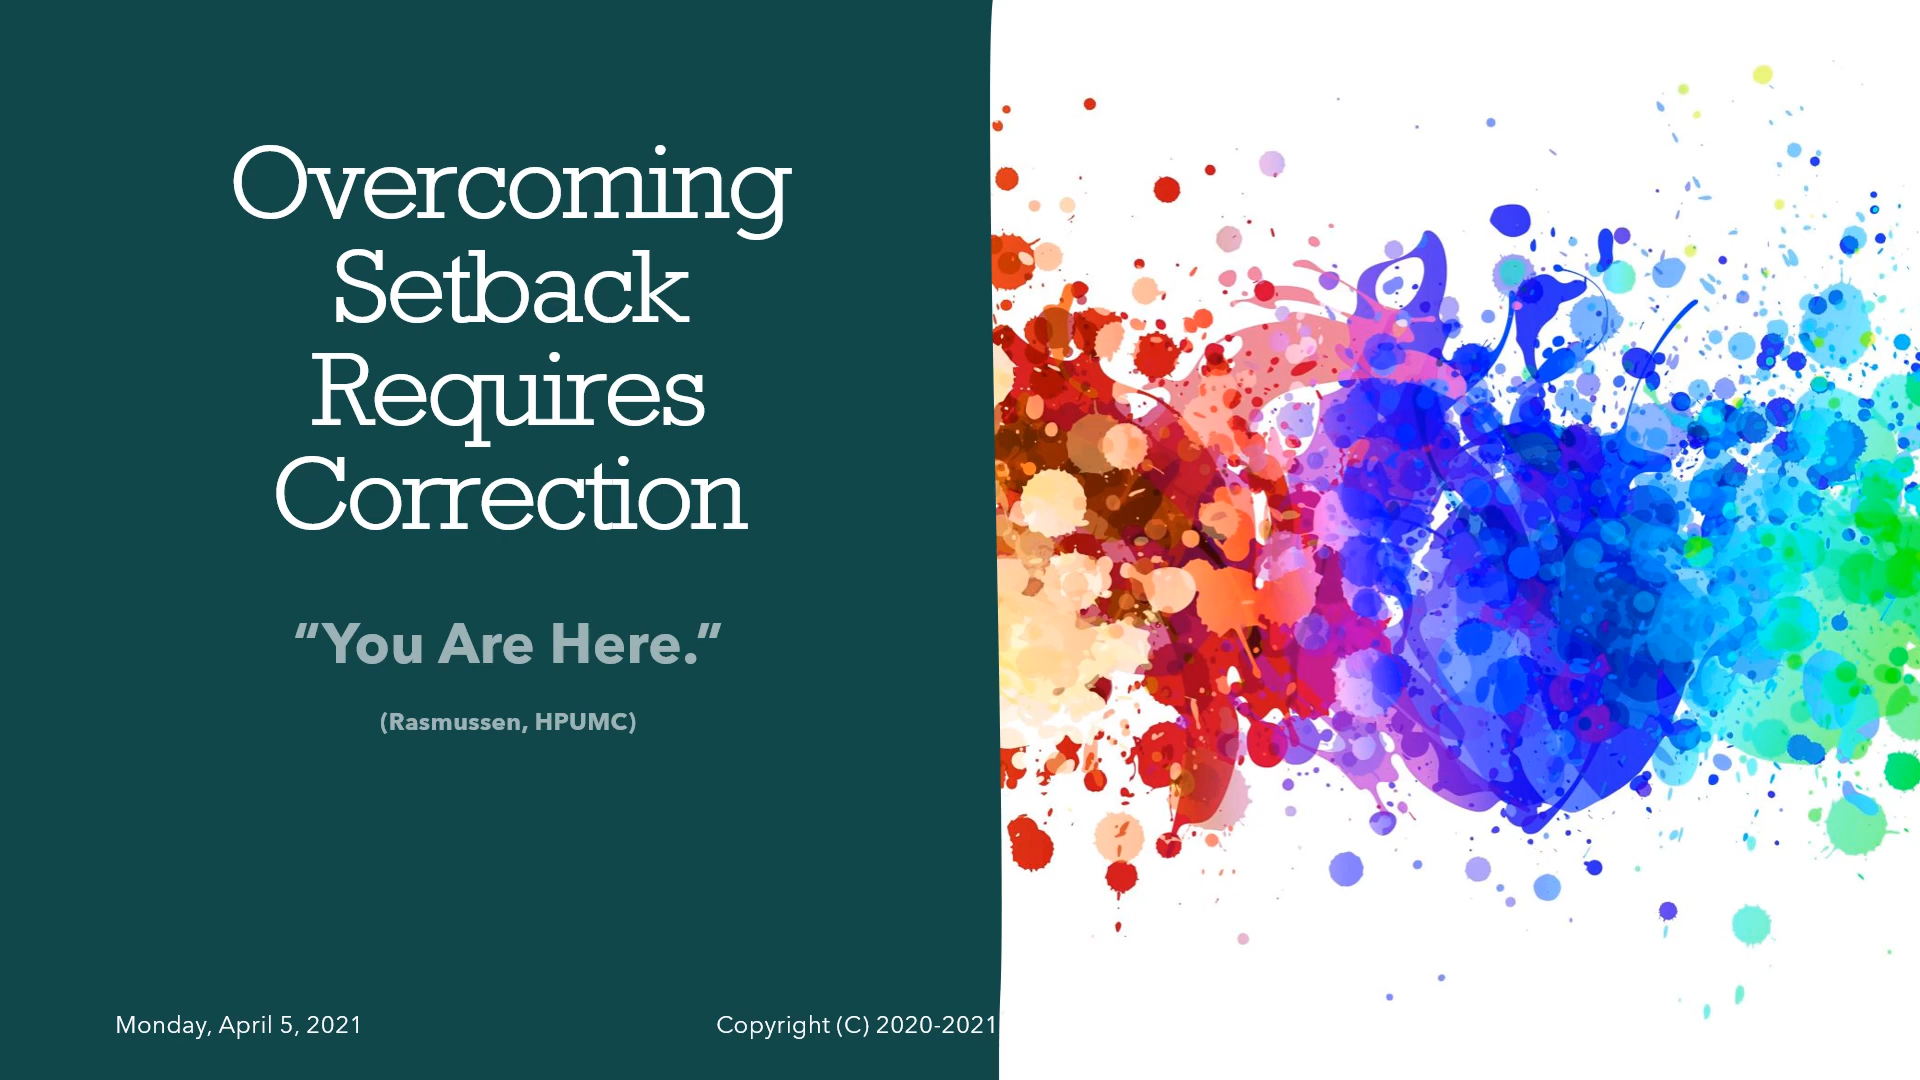 Overcoming
Setback
Requires
Correction
“You Are Here.”
(Rasmussen, HPUMC)
Monday, April 5, 2021
Copyright (C) 2020-2021